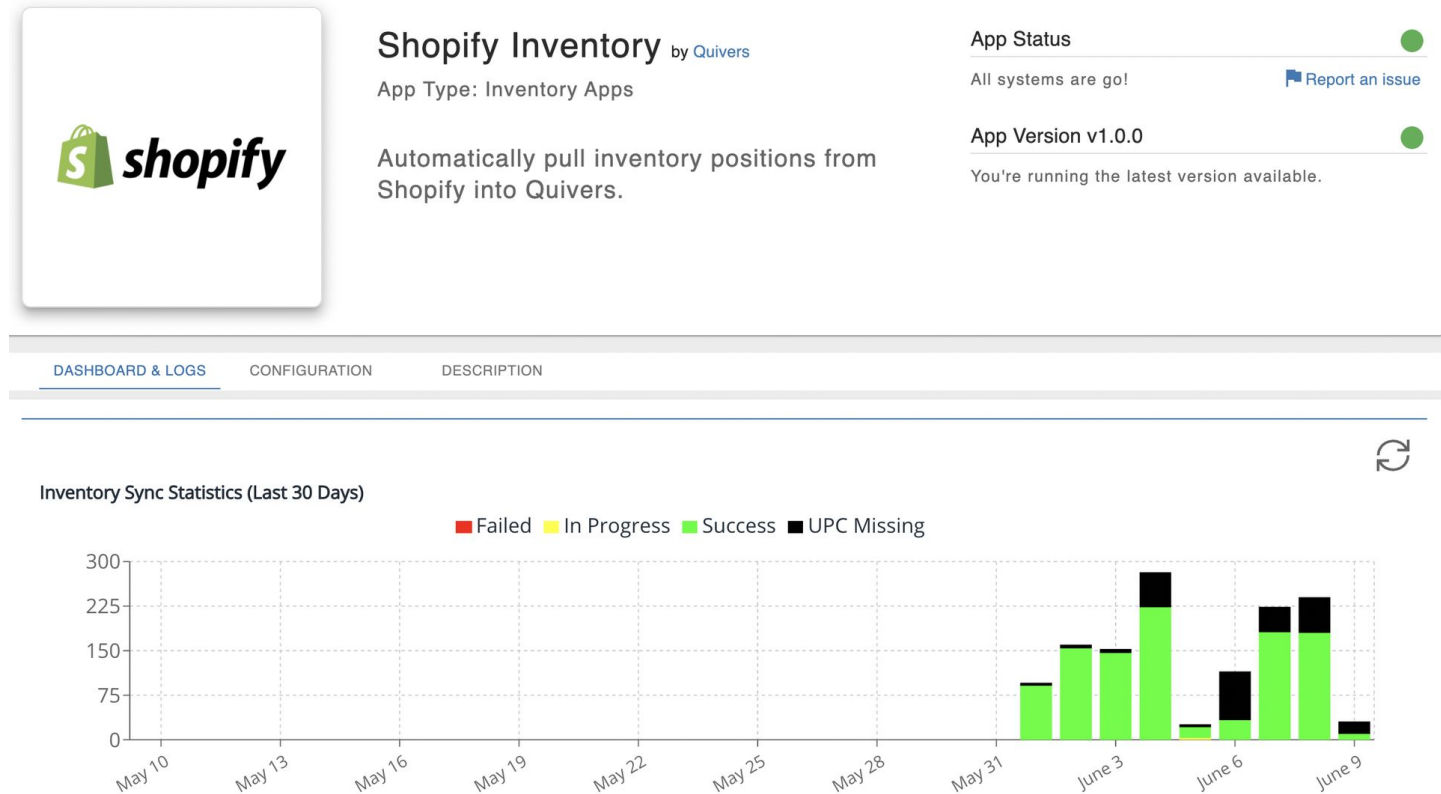 shopify
Shopify Inventory by Quivers
App Type: Inventory Apps
Automatically pull inventory positions from
Shopify into Quivers.
App Status
All systems are go!
Report an issue
App Version v1.0.0
You're running the latest version available.
DASHBOARD & LOGS CONFIGURATION DESCRIPTION
Inventory Sync Statistics (Last 30 Days)
Failed In Progress Success UPC Missing
300
225
150
75
0
May 10 May 13 May 16 May 19 May 22 May 25 May 28 May 31 June 3 June 6 June 9